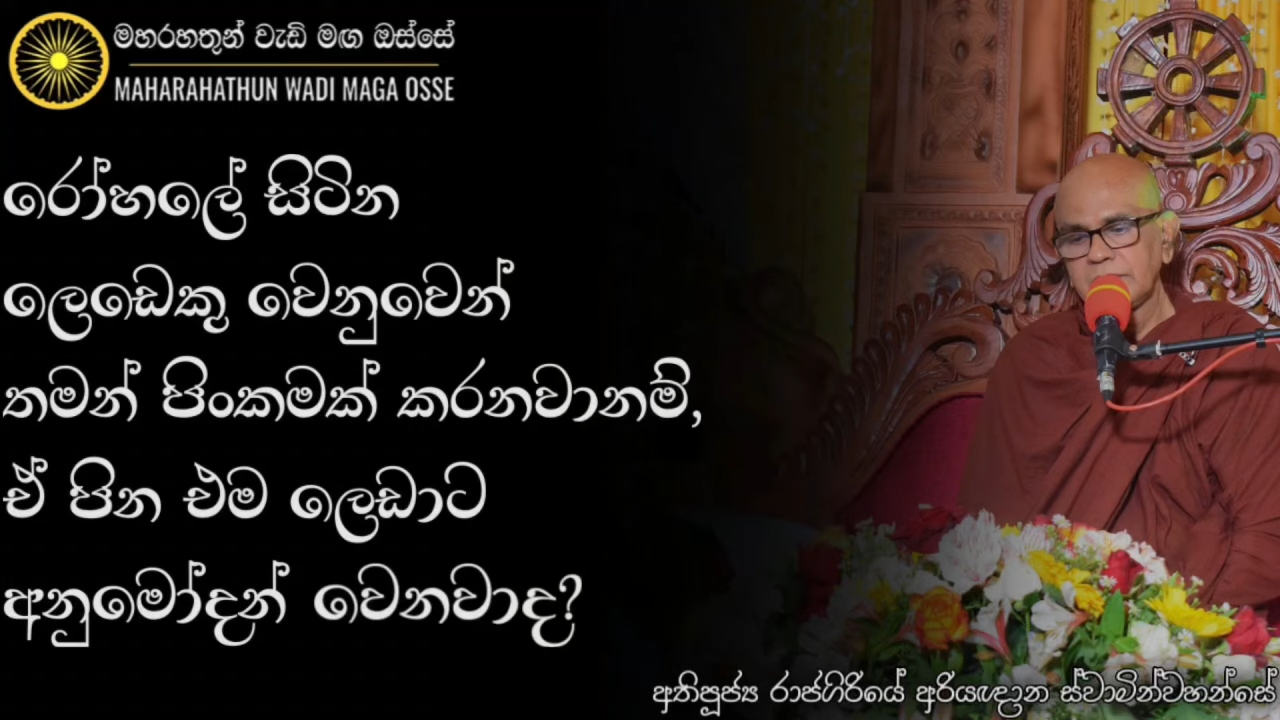 මහරහතුන් වැඩි මඟ ඔස්සේ
MAHARAHATHUN WADI MAGA OSSE
රෝහලේ සිටින
ලෙඩෙකු වෙනුවෙන්
තමන් පිංකමක් කරනවානම්,
ඒ පින එම ලෙඩාට
අනුමෝදන් වෙනවාද?
අතිපූජ්‍ය රාජගිරියේ අරියඤාන ස්වාමින්වහන්සේ